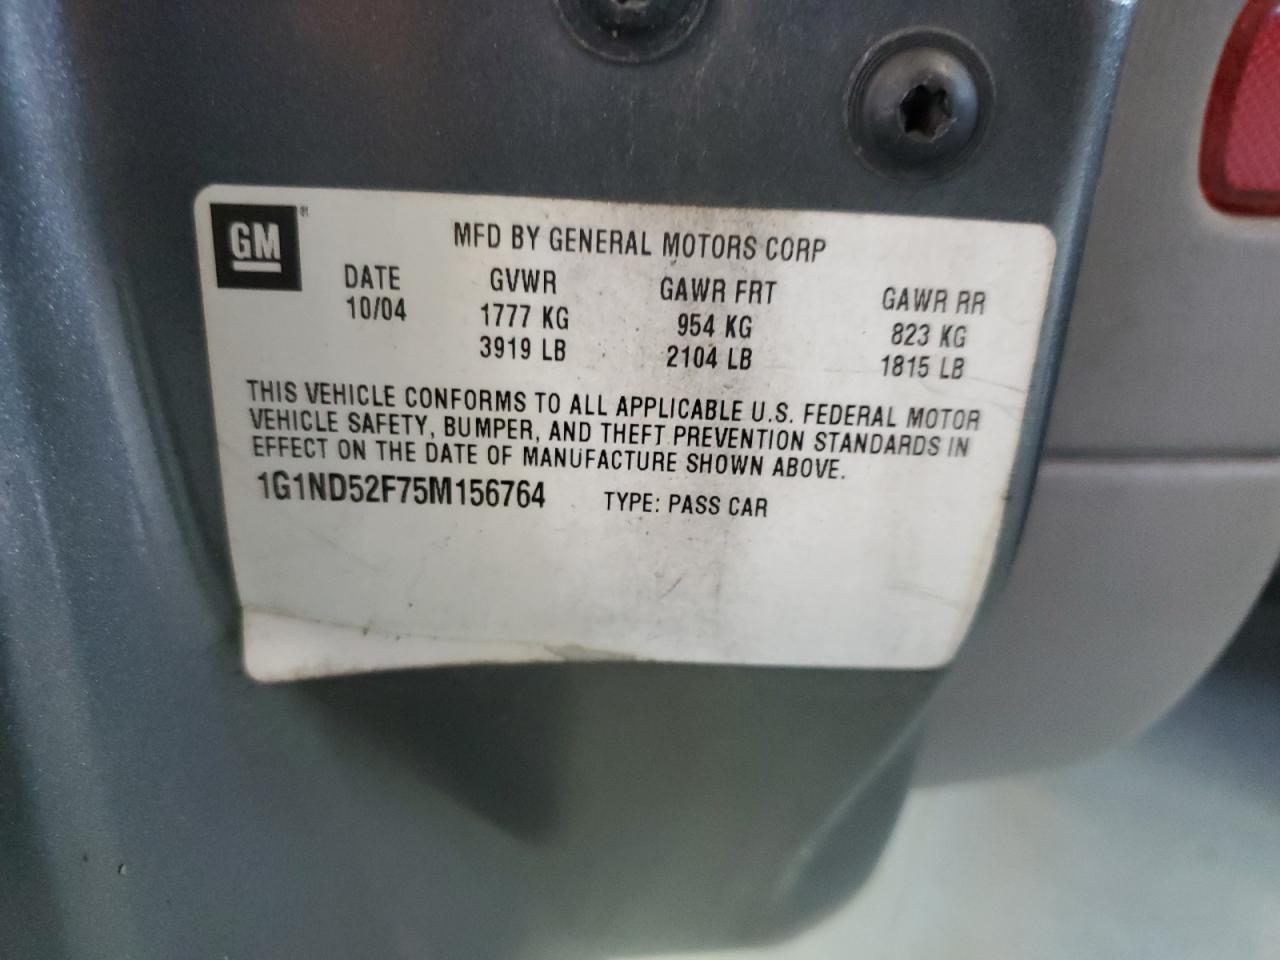 GM
MFD BY GENERAL MOTORS CORP
DATE GVWR GAWR FRT GAWR RR
10/04 1777 KG 954 KG 823 KG
3919 LB 2104 LB 1815 LB
THIS VEHICLE CONFORMS TO ALL APPLICABLE U.S. FEDERAL MOTOR
VEHICLE SAFETY, BUMPER, AND THEFT PREVENTION STANDARDS IN
EFFECT ON THE DATE OF MANUFACTURE SHOWN ABOVE.
1G1ND52F75M156764 TYPE: PASS CAR